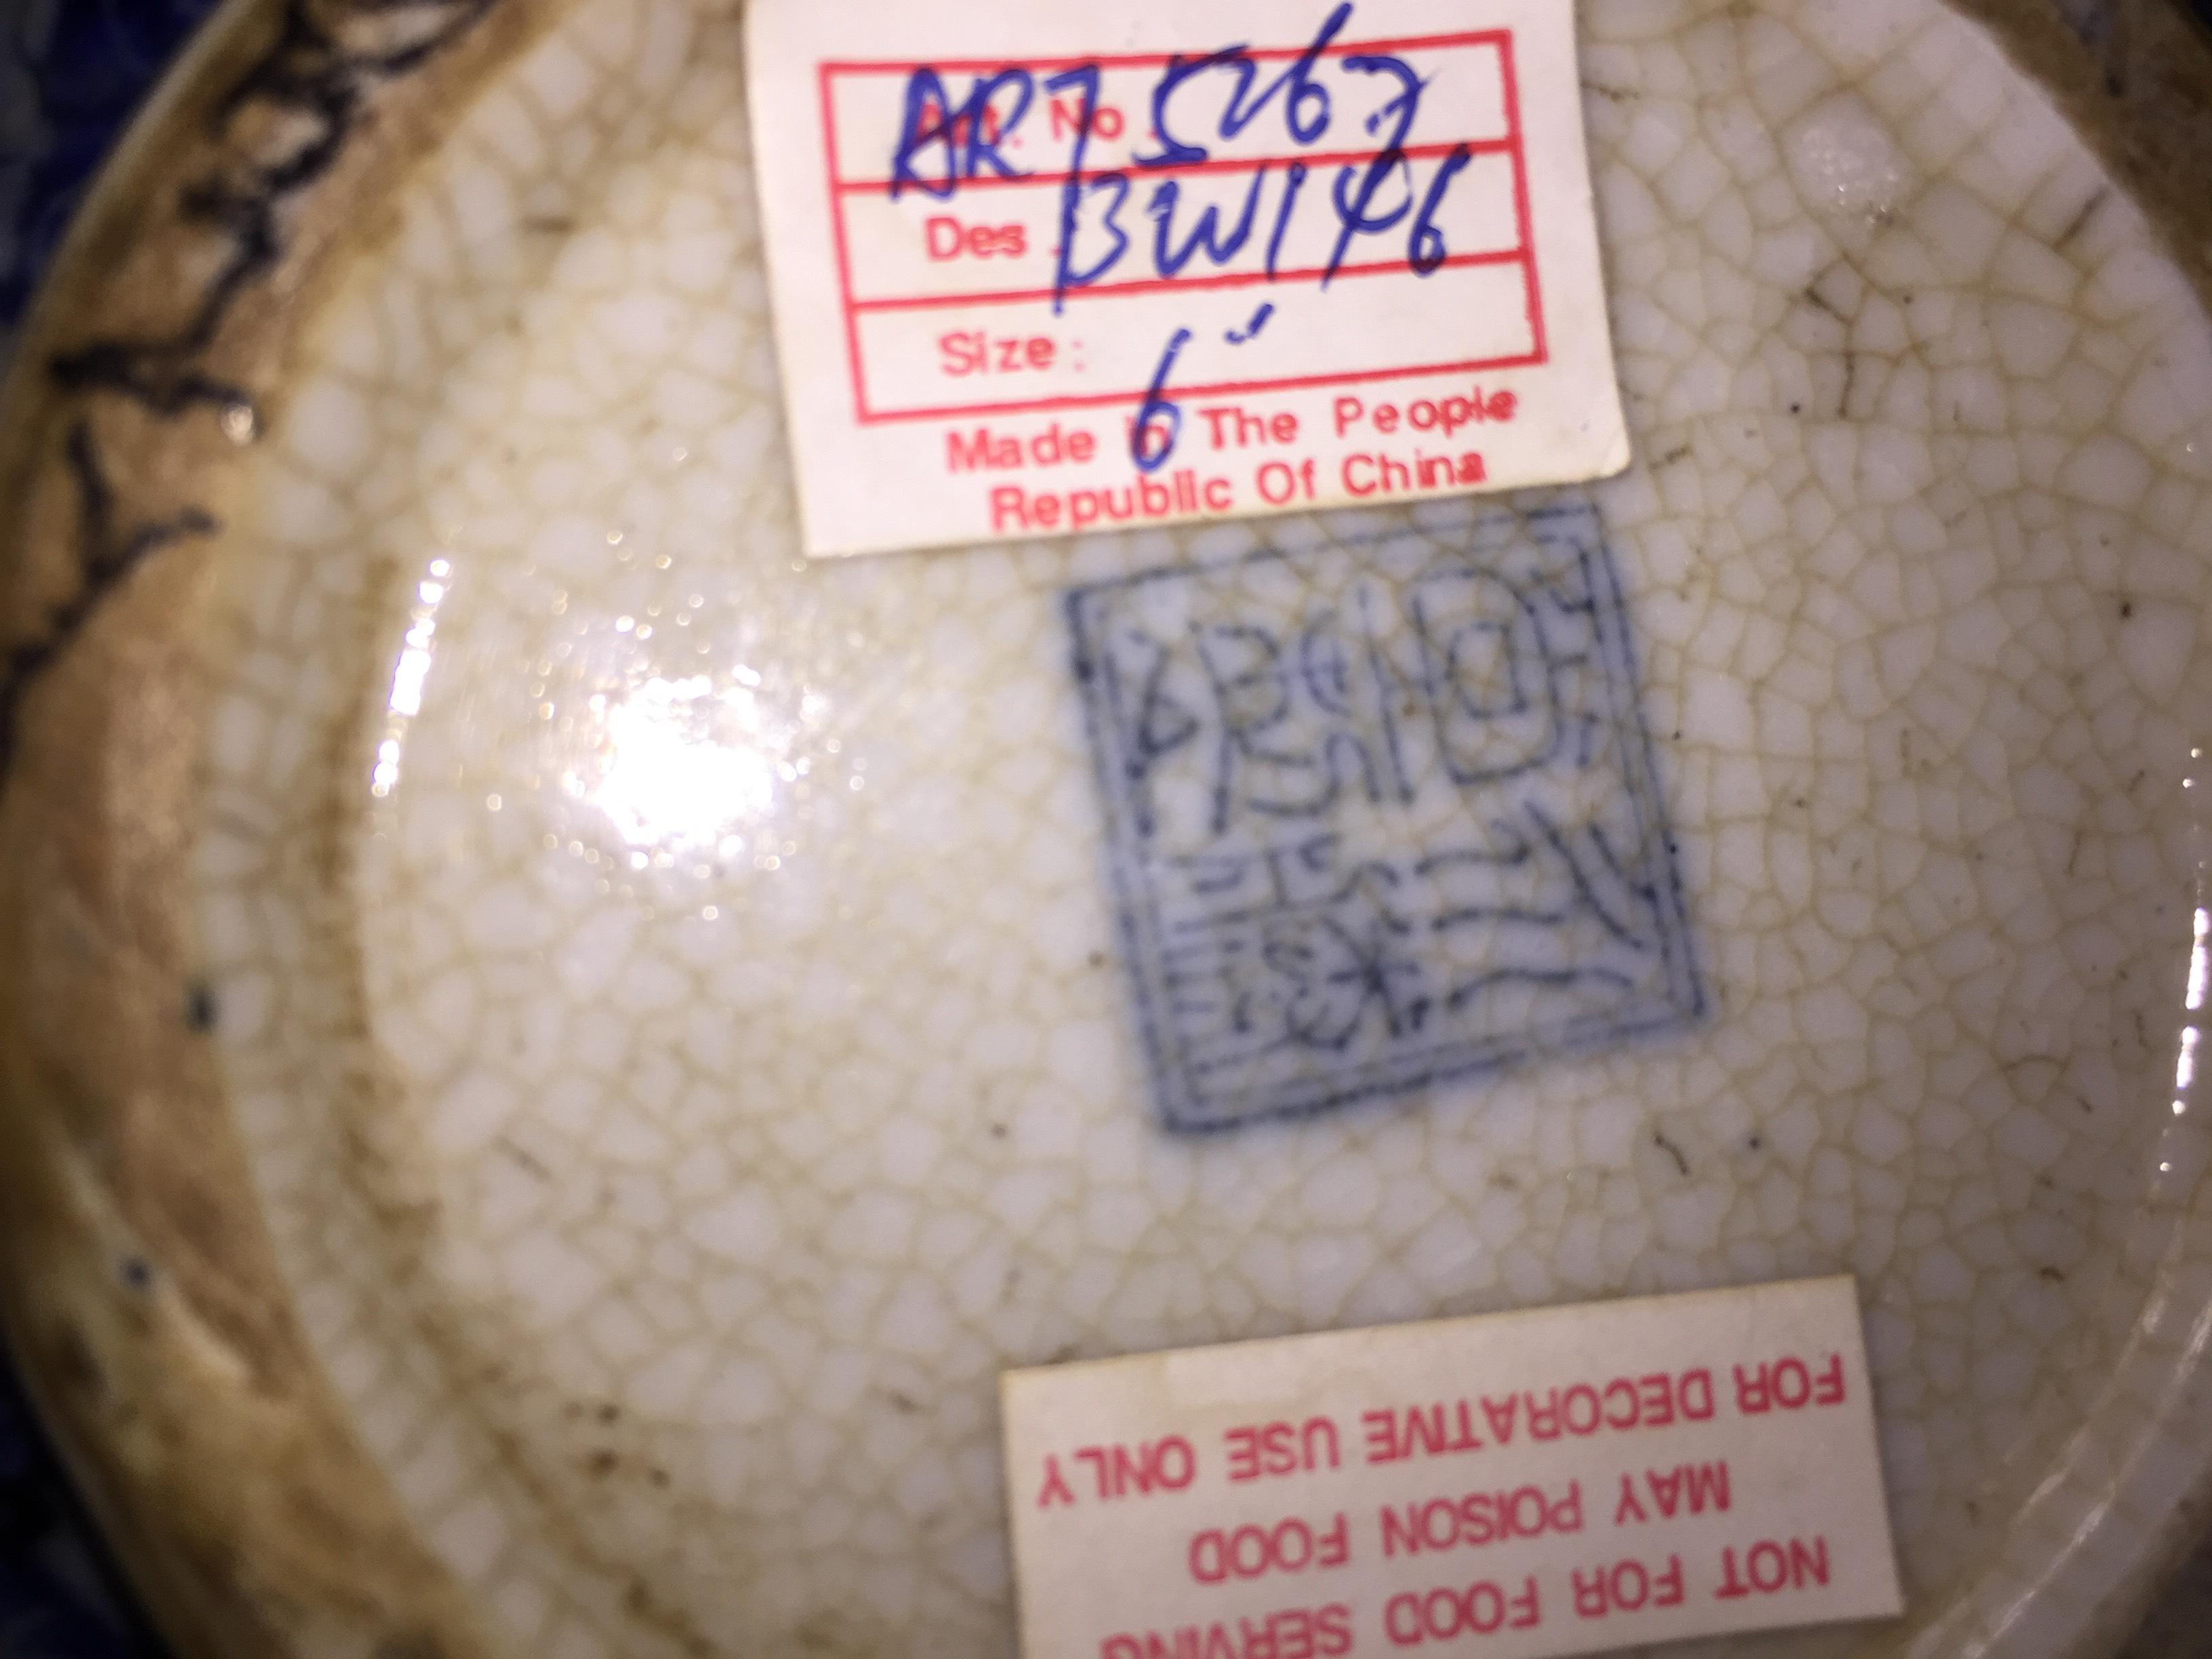 Art. No. ART 5267
Des. BW146
Size: 6"
Made In The People
Republic Of China
NOT FOR FOOD SERVING
MAY POISON FOOD
FOR DECORATIVE USE ONLY